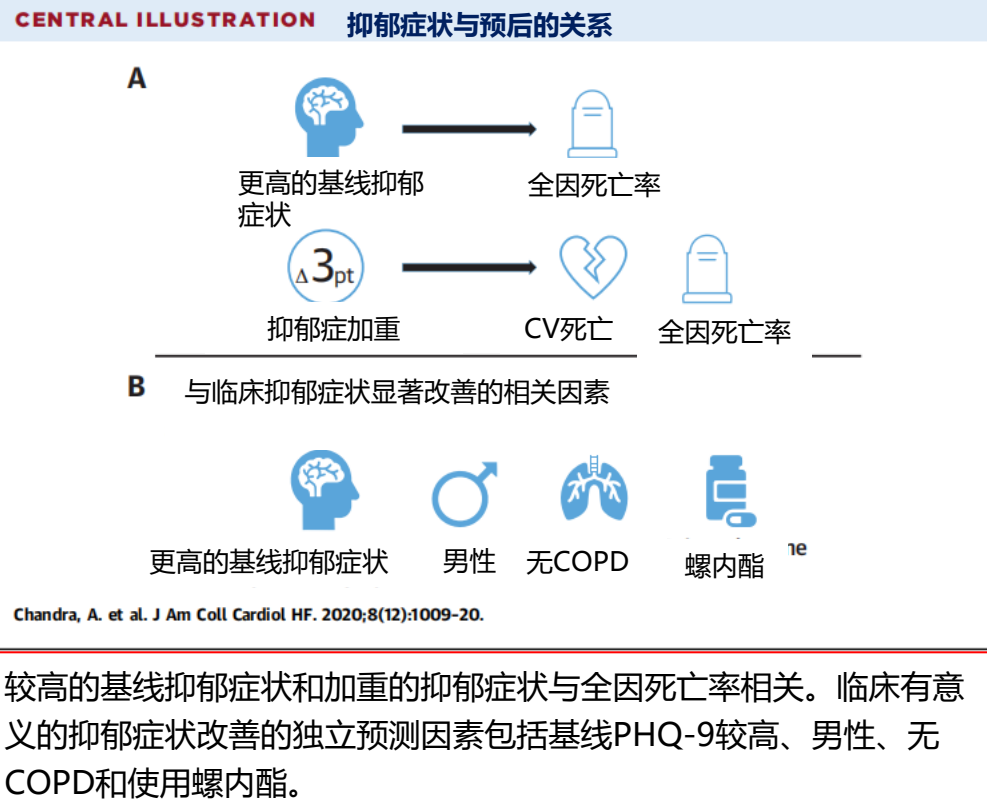 CENTRAL ILLUSTRATION 抑郁症状与预后的关系
A
更高的基线抑郁
症状
全因死亡率
Δ3pt
抑郁症加重
CV死亡
全因死亡率
B 与临床抑郁症状显著改善的相关因素
更高的基线抑郁症状
男性
无COPD
螺内酯
Chandra, A. et al. J Am Coll Cardiol HF. 2020;8(12):1009–20.
较高的基线抑郁症状和加重的抑郁症状与全因死亡率相关。临床有意
义的抑郁症状改善的独立预测因素包括基线PHQ-9较高、男性、无
COPD和使用螺内酯。